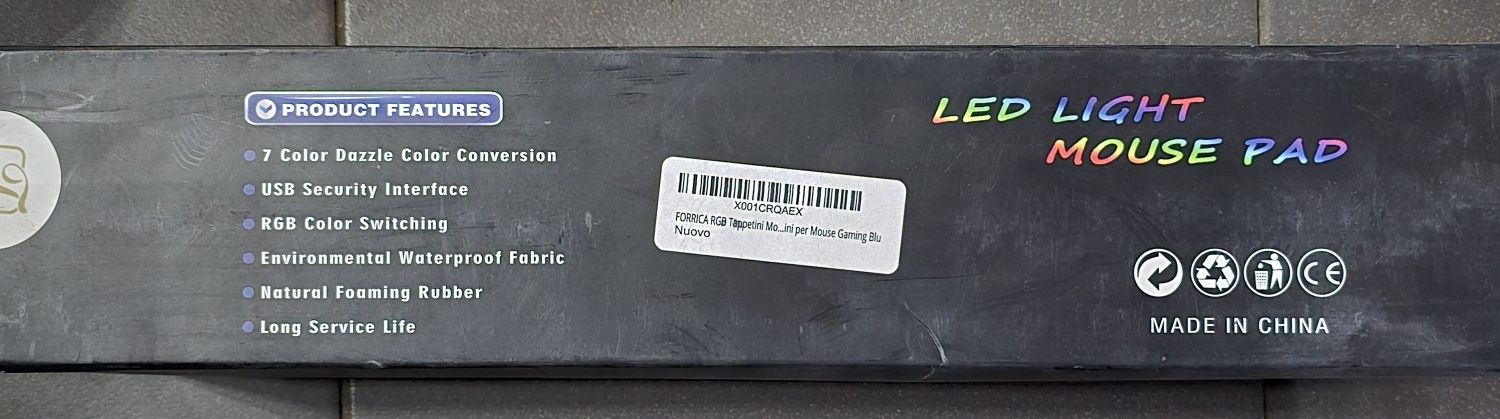 PRODUCT FEATURES
7 Color Dazzle Color Conversion
USB Security Interface
RGB Color Switching
Environmental Waterproof Fabric
Natural Foaming Rubber
Long Service Life
X001CRQAEX
FORRICA RGB Tappetini Mo...ini per Mouse Gaming Blu
Nuovo
LED LIGHT
MOUSE PAD
CE
MADE IN CHINA